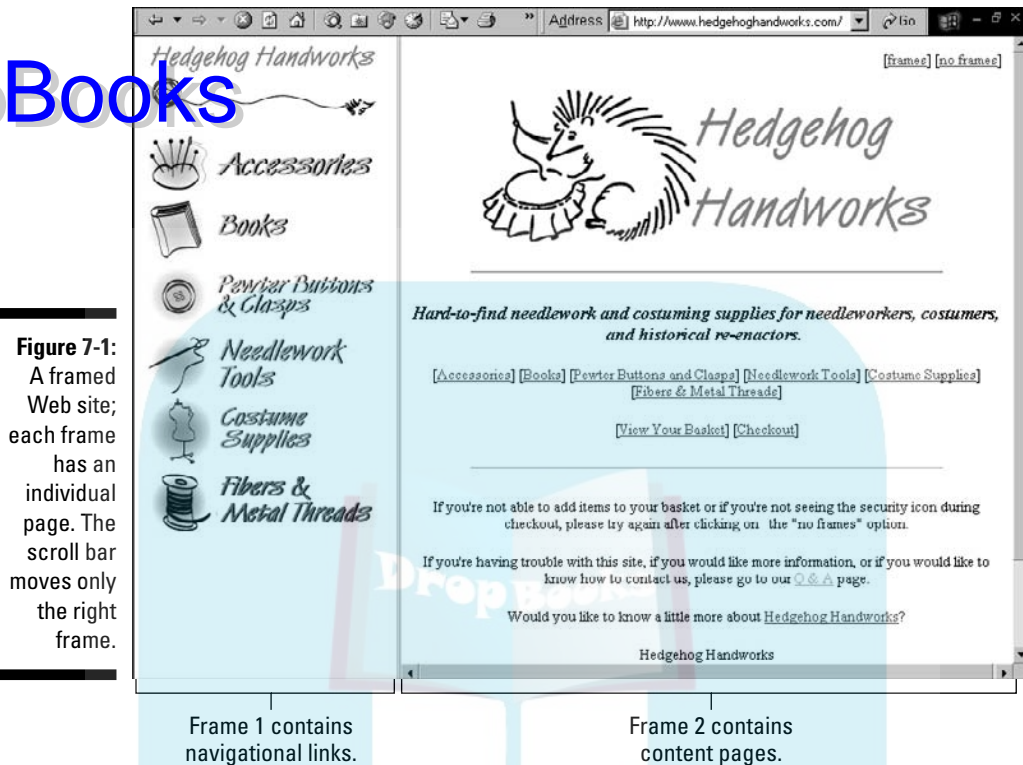 Address http://www.hedgehoghandworks.com/ Go
Hedgehog Handworks
Books
Accessories
Books
Pewter Buttons
& Clasps
Needlework
Tools
Costume
Supplies
Fibers &
Metal Threads
[frames] [no frames]
Hedgehog
Handworks
Hard-to-find needlework and costuming supplies for needleworkers, costumers,
and historical re-enactors.
[Accessories] [Books] [Pewter Buttons and Clasps] [Needlework Tools] [Costume Supplies]
[Fibers & Metal Threads]
[View Your Basket] [Checkout]
If you're not able to add items to your basket or if you're not seeing the security icon during
checkout, please try again after clicking on the "no frames" option.
If you're having trouble with this site, if you would like more information, or if you would like to
know how to contact us, please go to our Q & A page.
Would you like to know a little more about Hedgehog Handworks?
Hedgehog Handworks
DropBooks
Figure 7-1:
A framed
Web site;
each frame
has an
individual
page. The
scroll bar
moves only
the right
frame.
Frame 1 contains
navigational links.
Frame 2 contains
content pages.